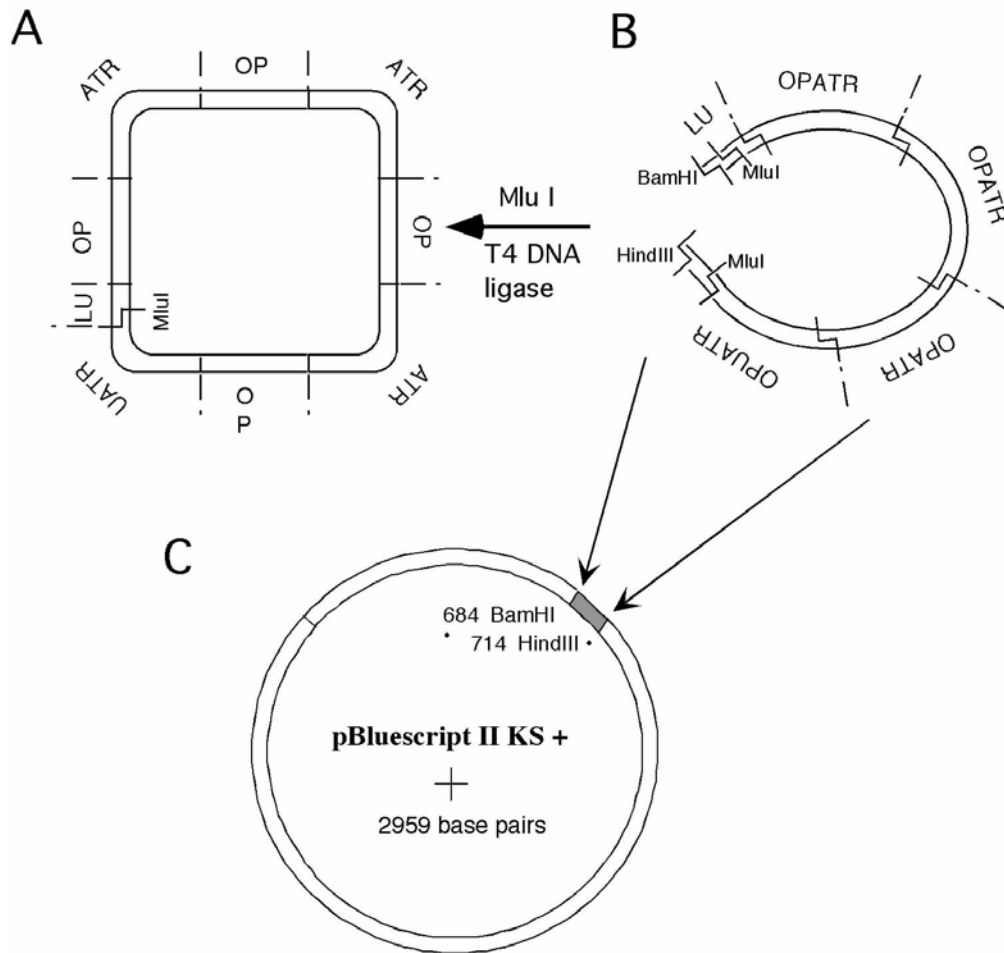 A
OP
ATR
ATR
OP
OP
LU
MluI
UATR
O
P
ATR
Mlu I
T4 DNA
ligase
B
OPATR
LU
BamHI
MluI
OPATR
HindIII
MluI
OPUATR
OPATR
C
684 BamHI
714 HindIII
pBluescript II KS +
2959 base pairs